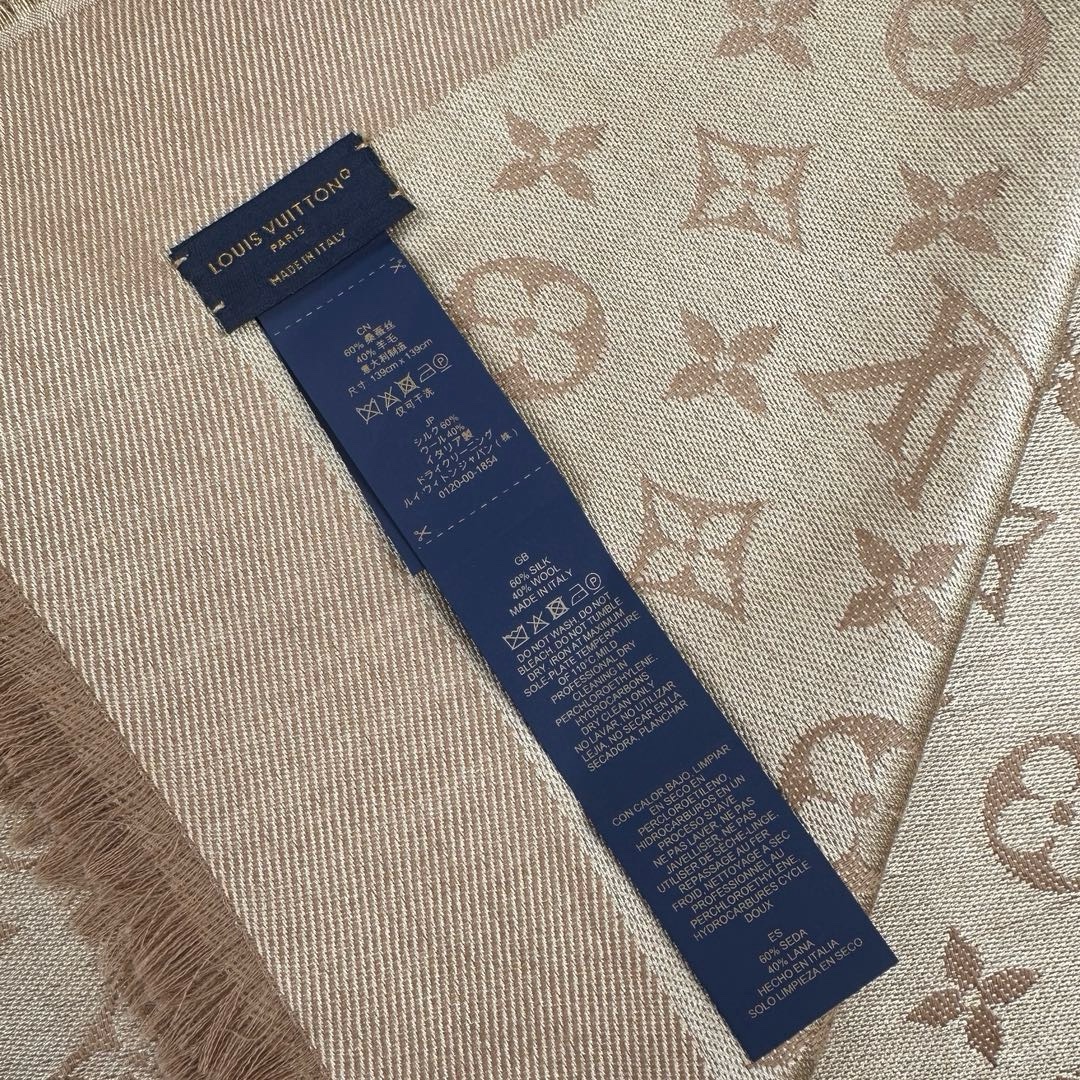 LOUIS VUITTON
PARIS
MADE IN ITALY
CN
60% 桑蚕丝
40% 羊毛
意大利制造
尺寸 139cm x 139cm
仅可干洗
JP
シルク 60%
ウール 40%
イタリア製
ドライクリーニング
ルイ・ヴィトンジャパン(株)
0120-00-1854
GB
60% SILK
40% WOOL
MADE IN ITALY
DO NOT WASH, DO NOT
BLEACH, DO NOT TUMBLE
DRY, IRON AT MAXIMUM
SOLE-PLATE TEMPERATURE
OF 110°C MILD
PROFESSIONAL DRY
CLEANING IN
PERCHLOROETHYLENE,
HYDROCARBONS
DRY CLEAN ONLY
NO LAVAR, NO UTILIZAR
LEJIA, NO SECAR EN LA
SECADORA, PLANCHAR
CON CALOR BAJO, LIMPIAR
EN SECO EN
PERCLOROETILENO
HIDROCARBUROS EN UN
PROCESO SUAVE
NE PAS LAVER, NE PAS
JAVELLISER, NE PAS
UTILISER DE SÈCHE-LINGE,
REPASSAGE AU FER
FROID, NETTOYAGE A SEC
PROFESSIONNEL AU
PERCHLOROETHYLENE,
HYDROCARBURES CYCLE
DOUX
ES
60% SEDA
40% LANA
HECHO EN ITALIA
SOLO LIMPIEZA EN SECO